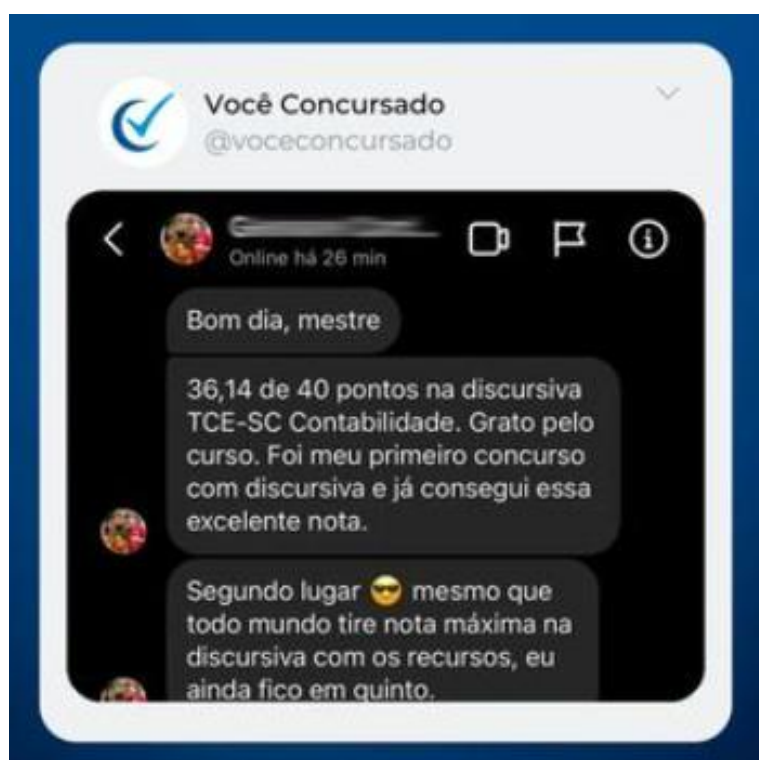 Você Concursado
@voceconcursado
Online há 26 min
Bom dia, mestre
36,14 de 40 pontos na discursiva
TCE-SC Contabilidade. Grato pelo
curso. Foi meu primeiro concurso
com discursiva e já consegui essa
excelente nota.
Segundo lugar 😎 mesmo que
todo mundo tire nota máxima na
discursiva com os recursos, eu
ainda fico em quinto.